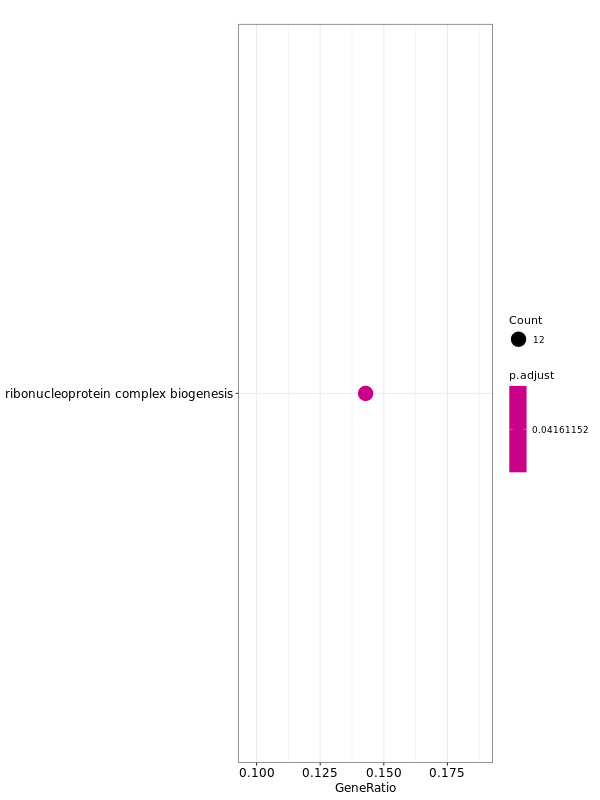 Count
12
p.adjust
0.04161152
ribonucleoprotein complex biogenesis
0.100 0.125 0.150 0.175
GeneRatio